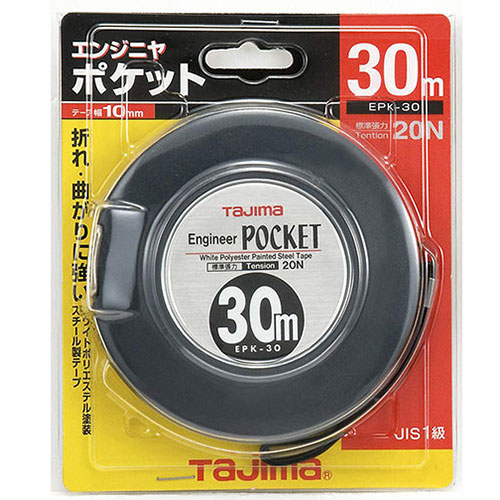 エンジニヤ
ポケット
テープ幅10mm
30m
EPK-30
標準張力
Tention 20N
折れ・曲がりに強い
ワイトポリエステル塗装
スチール製テープ
TAJIMA
Engineer POCKET
White Polyester Painted Steel Tape
標準張力 Tension 20N
30m
EPK-30
JIS1級
TAJIMA®